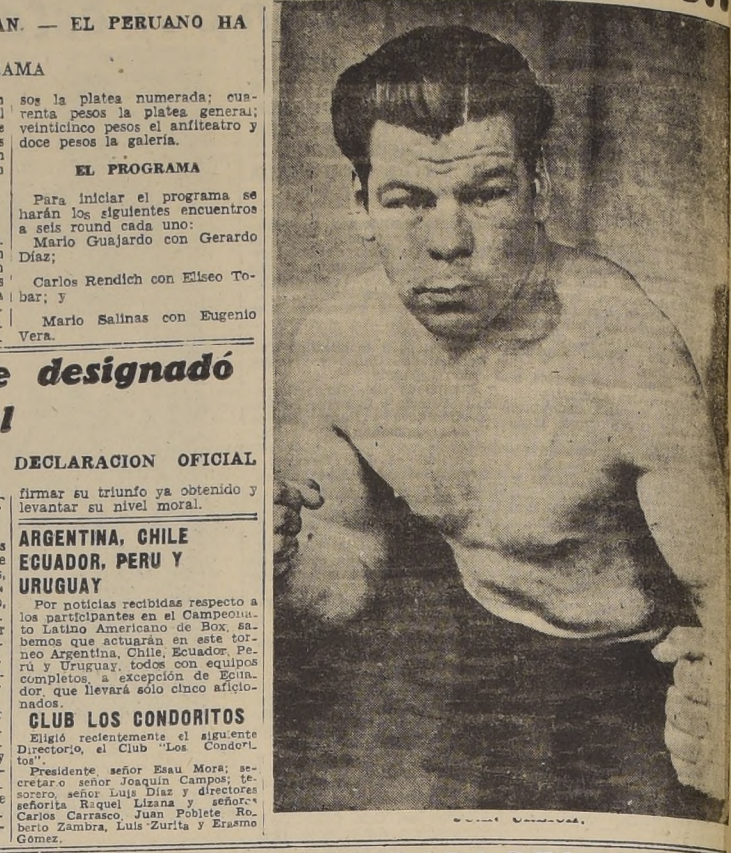 AN. — EL PERUANO HA
AMA
sos la platea numerada; cua-
renta pesos la platea general;
veinticinco pesos el anfiteatro y
doce pesos la galería.
EL PROGRAMA
Para iniciar el programa se
harán los siguientes encuentros
a seis round cada uno:
Mario Guajardo con Gerardo
Díaz;
Carlos Rendich con Eliseo To-
bar; y
Mario Salinas con Eugenio
Vera.
e designadó
l
DECLARACION OFICIAL
firmar su triunfo ya obtenido y
levantar su nivel moral.
ARGENTINA, CHILE
ECUADOR, PERU Y
URUGUAY
Por noticias recibidas respecto a
los participantes en el Campeona-
to Latino Americano de Box, sa-
bemos que actuarán en este tor-
neo Argentina, Chile, Ecuador, Pe-
rú y Uruguay, todos con equipos
completos, a excepción de Ecua-
dor, que llevará sólo cinco aficio-
nados.
CLUB LOS CONDORITOS
Eligió recientemente el siguiente
Directorio, el Club "Los Condori-
tos".
Presidente, señor Esau Mora; se-
cretario señor Joaquín Campos; te-
sorero, señor Luis Díaz y directores
señorita Raquel Lizana y señores
Carlos Carrasco, Juan Poblete Ro-
berto Zambra, Luis Zurita y Erasmo
Gómez.